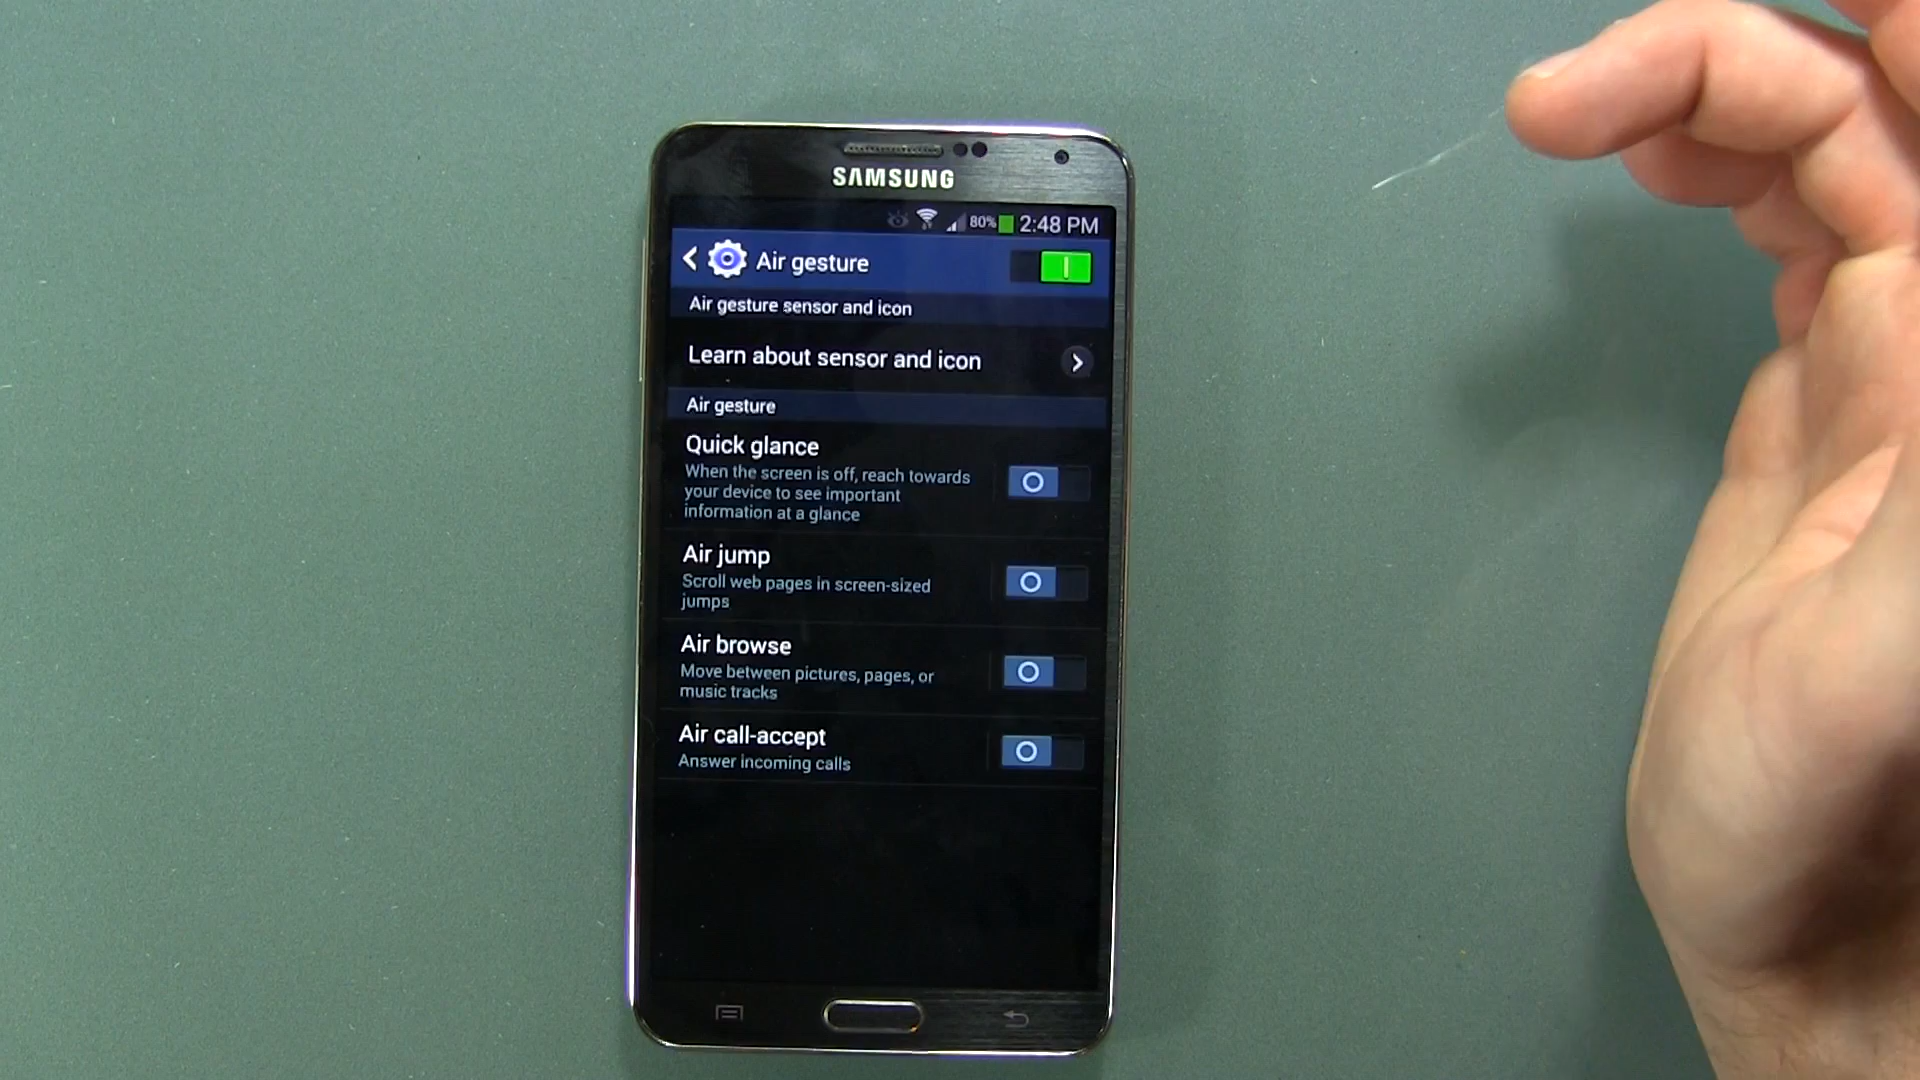 SAMSUNG
80% 2:48 PM
Air gesture
Air gesture sensor and icon
Learn about sensor and icon
Air gesture
Quick glance
When the screen is off, reach towards
your device to see important
information at a glance
Air jump
Scroll web pages in screen-sized
jumps
Air browse
Move between pictures, pages, or
music tracks
Air call-accept
Answer incoming calls